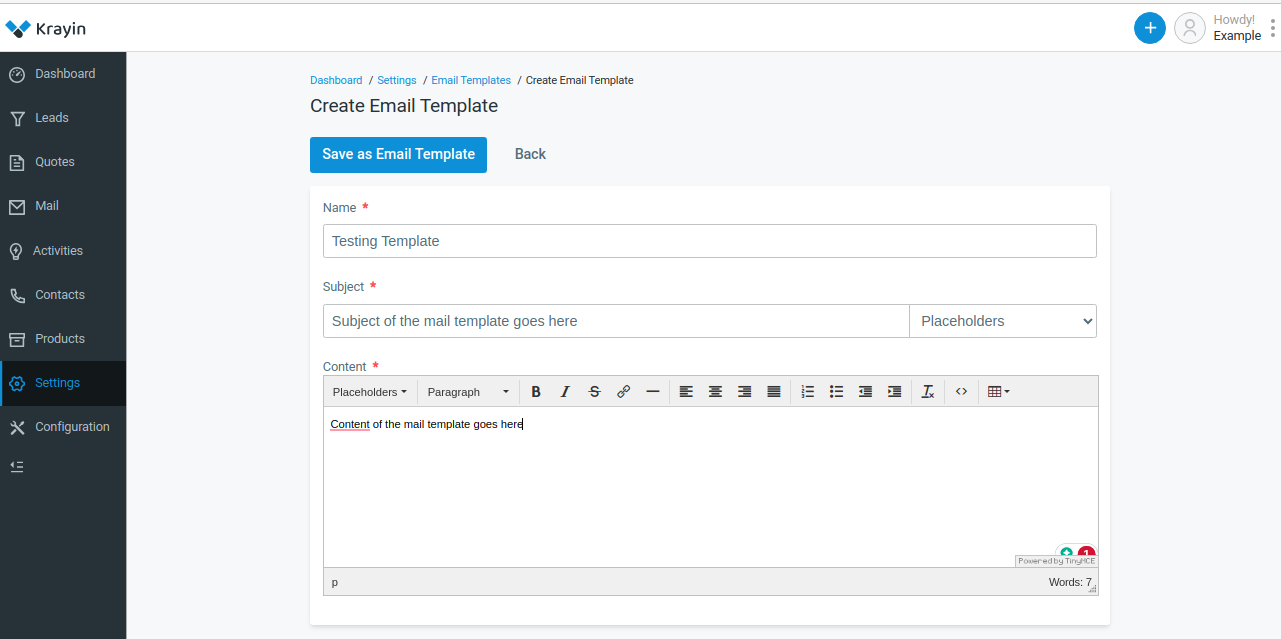 Krayin
Howdy!
Example
Dashboard
Leads
Quotes
Mail
Activities
Contacts
Products
Settings
Configuration
Dashboard / Settings / Email Templates / Create Email Template
Create Email Template
Save as Email Template Back
Name *
Testing Template
Subject *
Subject of the mail template goes here Placeholders
Content *
Placeholders Paragraph B I S
Content of the mail template goes here
1
Powered by TinyMCE
p Words: 7